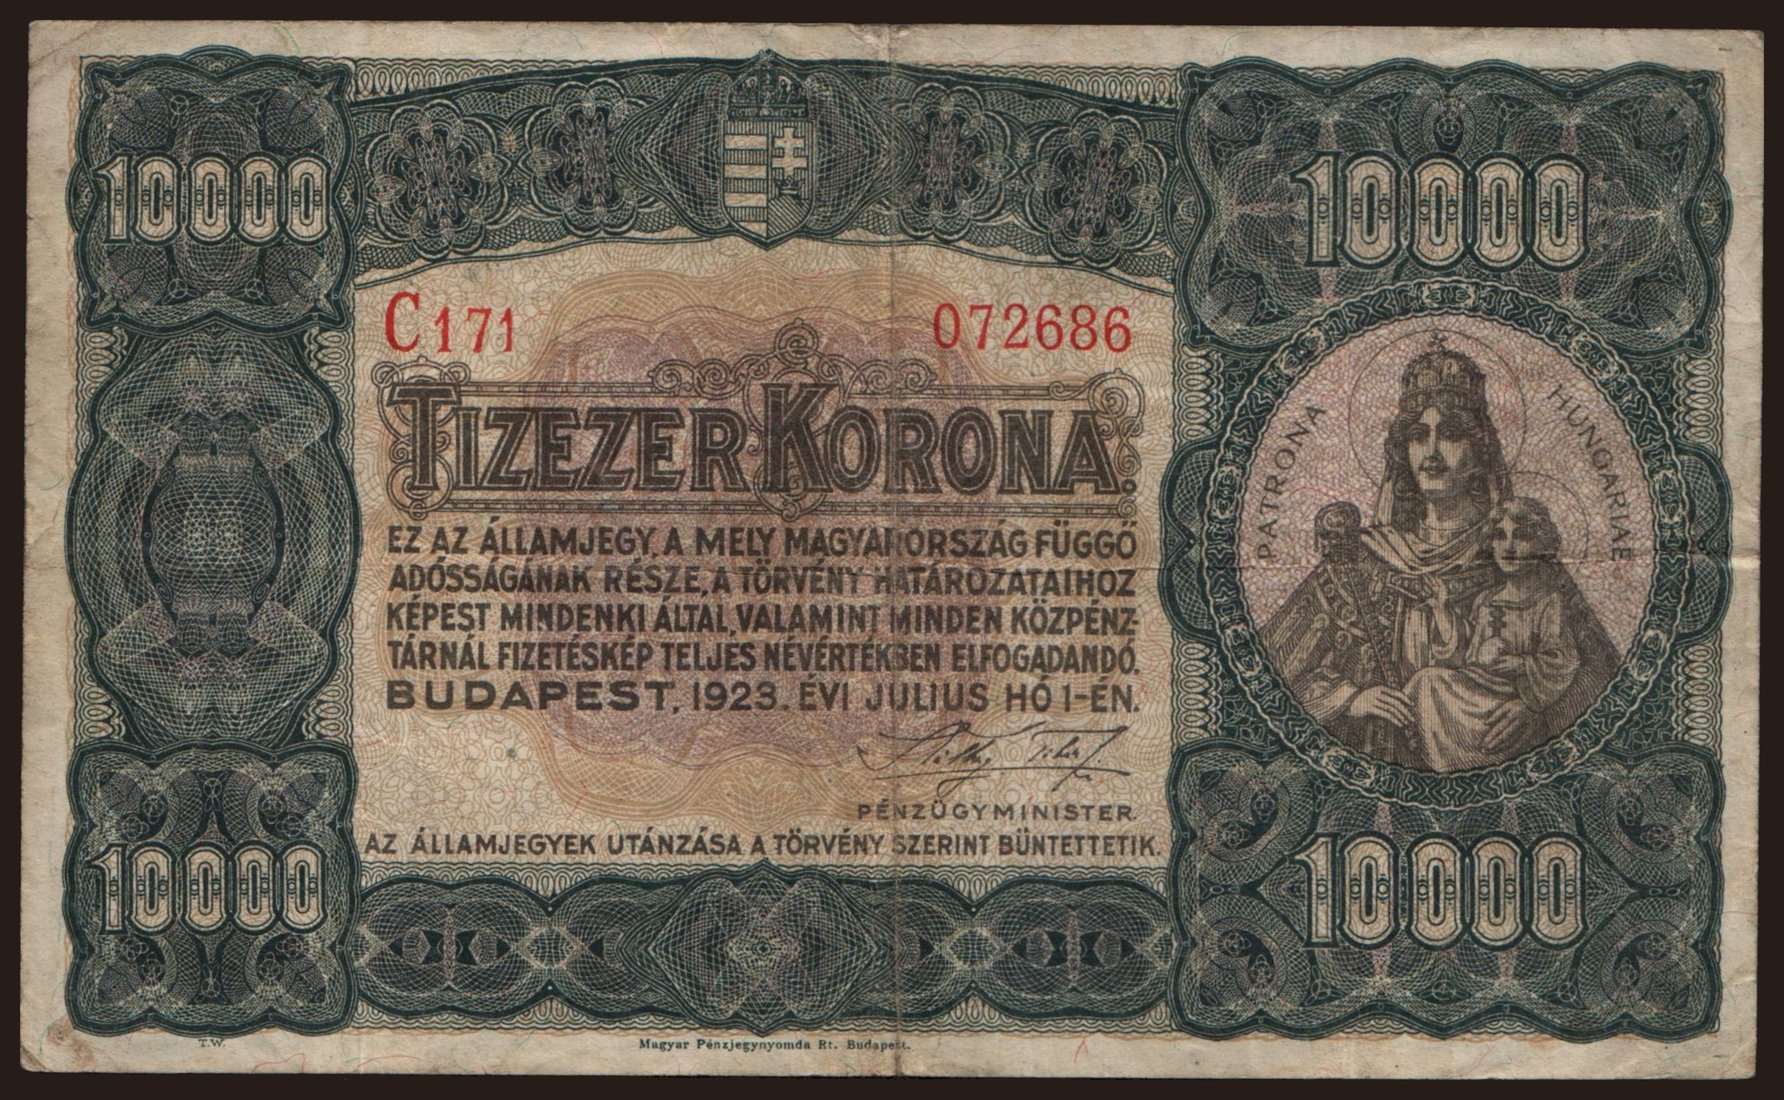 10000
10000
C171 072686
TIZEZER KORONA.
EZ AZ ÁLLAMJEGY, A MELY MAGYARORSZÁG FÜGGŐ
ADÓSSÁGÁNAK RÉSZE, A TÖRVÉNY HATÁROZATAIHOZ
KÉPEST MINDENKI ÁLTAL, VALAMINT MINDEN KÖZPÉNZ-
TÁRNÁL FIZETÉSKÉP TELJES NÉVÉRTÉKBEN ELFOGADANDÓ.
BUDAPEST, 1923. ÉVI JULIUS HÓ 1-ÉN.
PÉNZÜGYMINISTER.
AZ ÁLLAMJEGYEK UTÁNZÁSA A TÖRVÉNY SZERINT BÜNTETTETIK.
PATRONA HUNGARIAE
10000
10000
T.W.
Magyar Pénzjegynyomda Rt. Budapest.